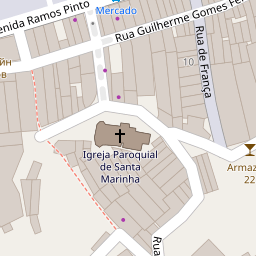 enida Ramos Pinto
Mercado
Rua Guilherme Gomes Fe
Rua de França
10
йн
в
Igreja Paroquial
de Santa
Marinha
Armaz
22
Rua